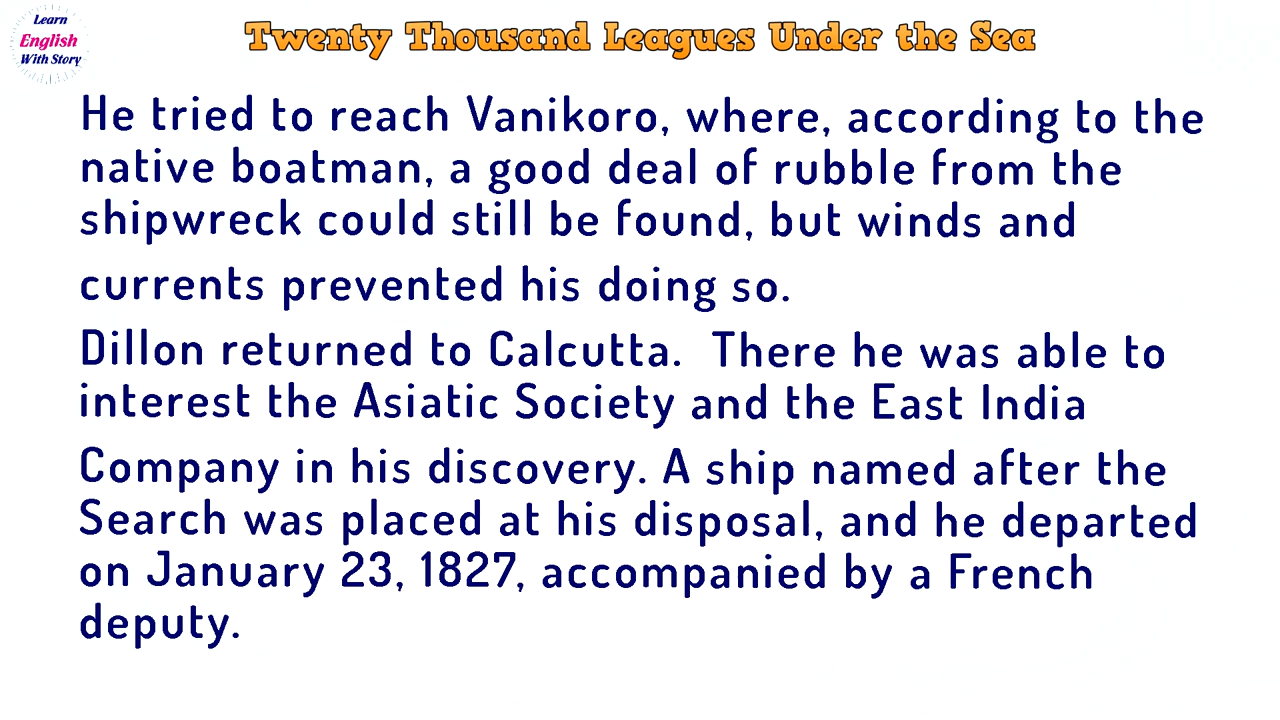 Learn
English
With Story
Twenty Thousand Leagues Under the Sea
He tried to reach Vanikoro, where, according to the
native boatman, a good deal of rubble from the
shipwreck could still be found, but winds and
currents prevented his doing so.
Dillon returned to Calcutta.  There he was able to
interest the Asiatic Society and the East India
Company in his discovery. A ship named after the
Search was placed at his disposal, and he departed
on January 23, 1827, accompanied by a French
deputy.